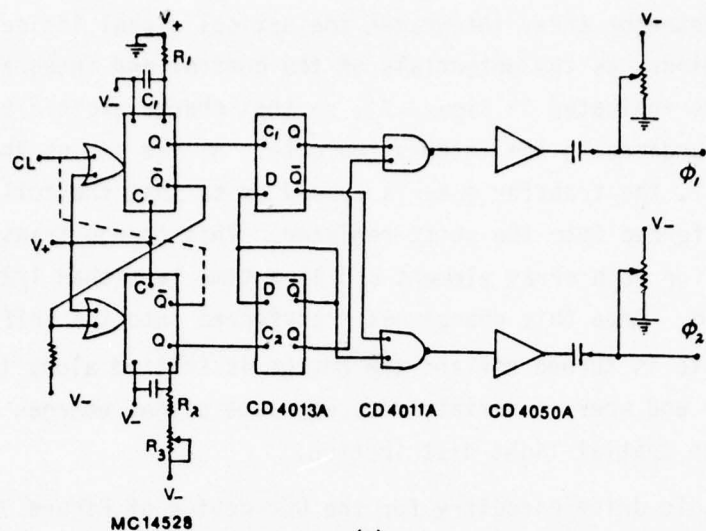 V+
R1
C1
V-
CL
Q
Q̄
C
V+
C
Q̄
Q
V-
V-
R2
R3
V-
MC14528
C1 Q
D Q̄
D Q̄
C2 Q
CD4013A
CD4011A
CD4050A
V-
ϕ1
V-
ϕ2